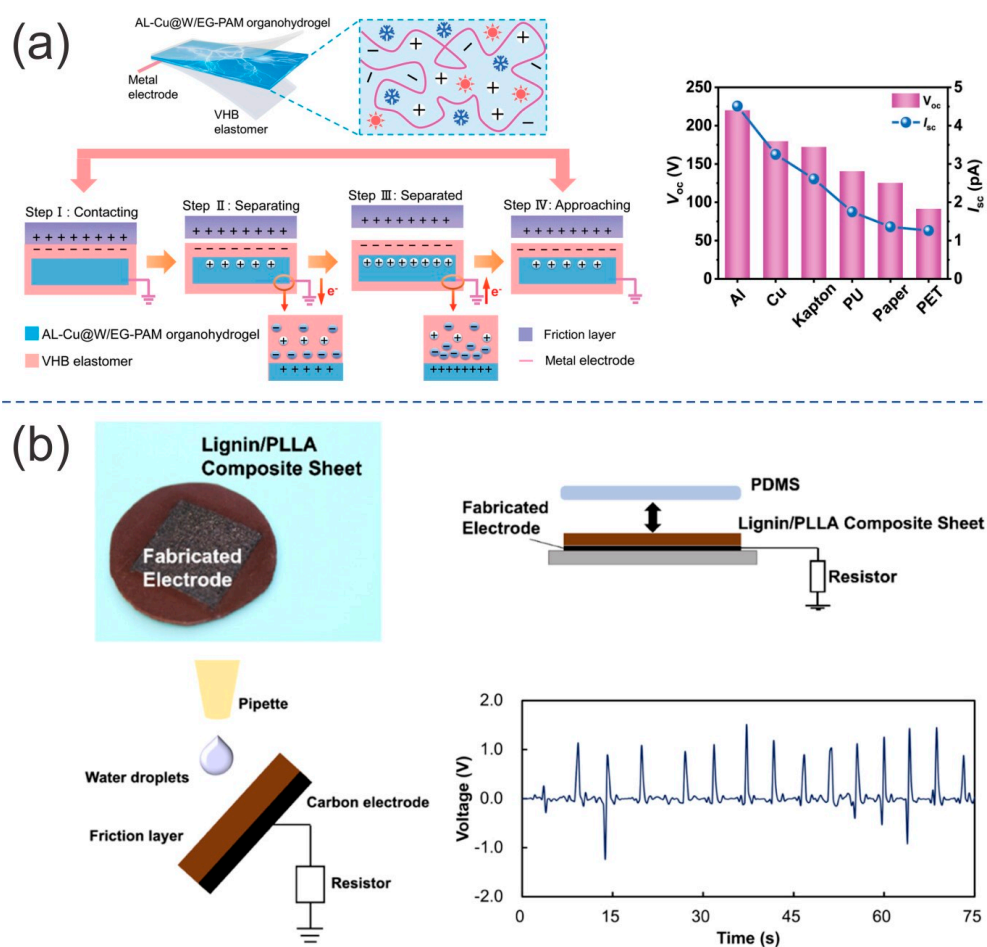 (a)
AL-Cu@W/EG-PAM organohydrogel
Metal
electrode
VHB
elastomer
Step Ⅰ: Contacting
Step Ⅱ: Separating
Step Ⅲ: Separated
Step Ⅳ: Approaching
e⁻
e⁻
AL-Cu@W/EG-PAM organohydrogel
VHB elastomer
Friction layer
Metal electrode
V_oc (V)
250
200
150
100
50
0
V_oc
I_sc
5
4
3
2
1
0
I_sc (pA)
Al
Cu
Kapton
PU
Paper
PET
(b)
Lignin/PLLA
Composite Sheet
Fabricated
Electrode
PDMS
Fabricated
Electrode
Lignin/PLLA Composite Sheet
Resistor
Pipette
Water droplets
Carbon electrode
Friction layer
Resistor
Voltage (V)
2.0
1.0
0.0
-1.0
-2.0
0
15
30
45
60
75
Time (s)